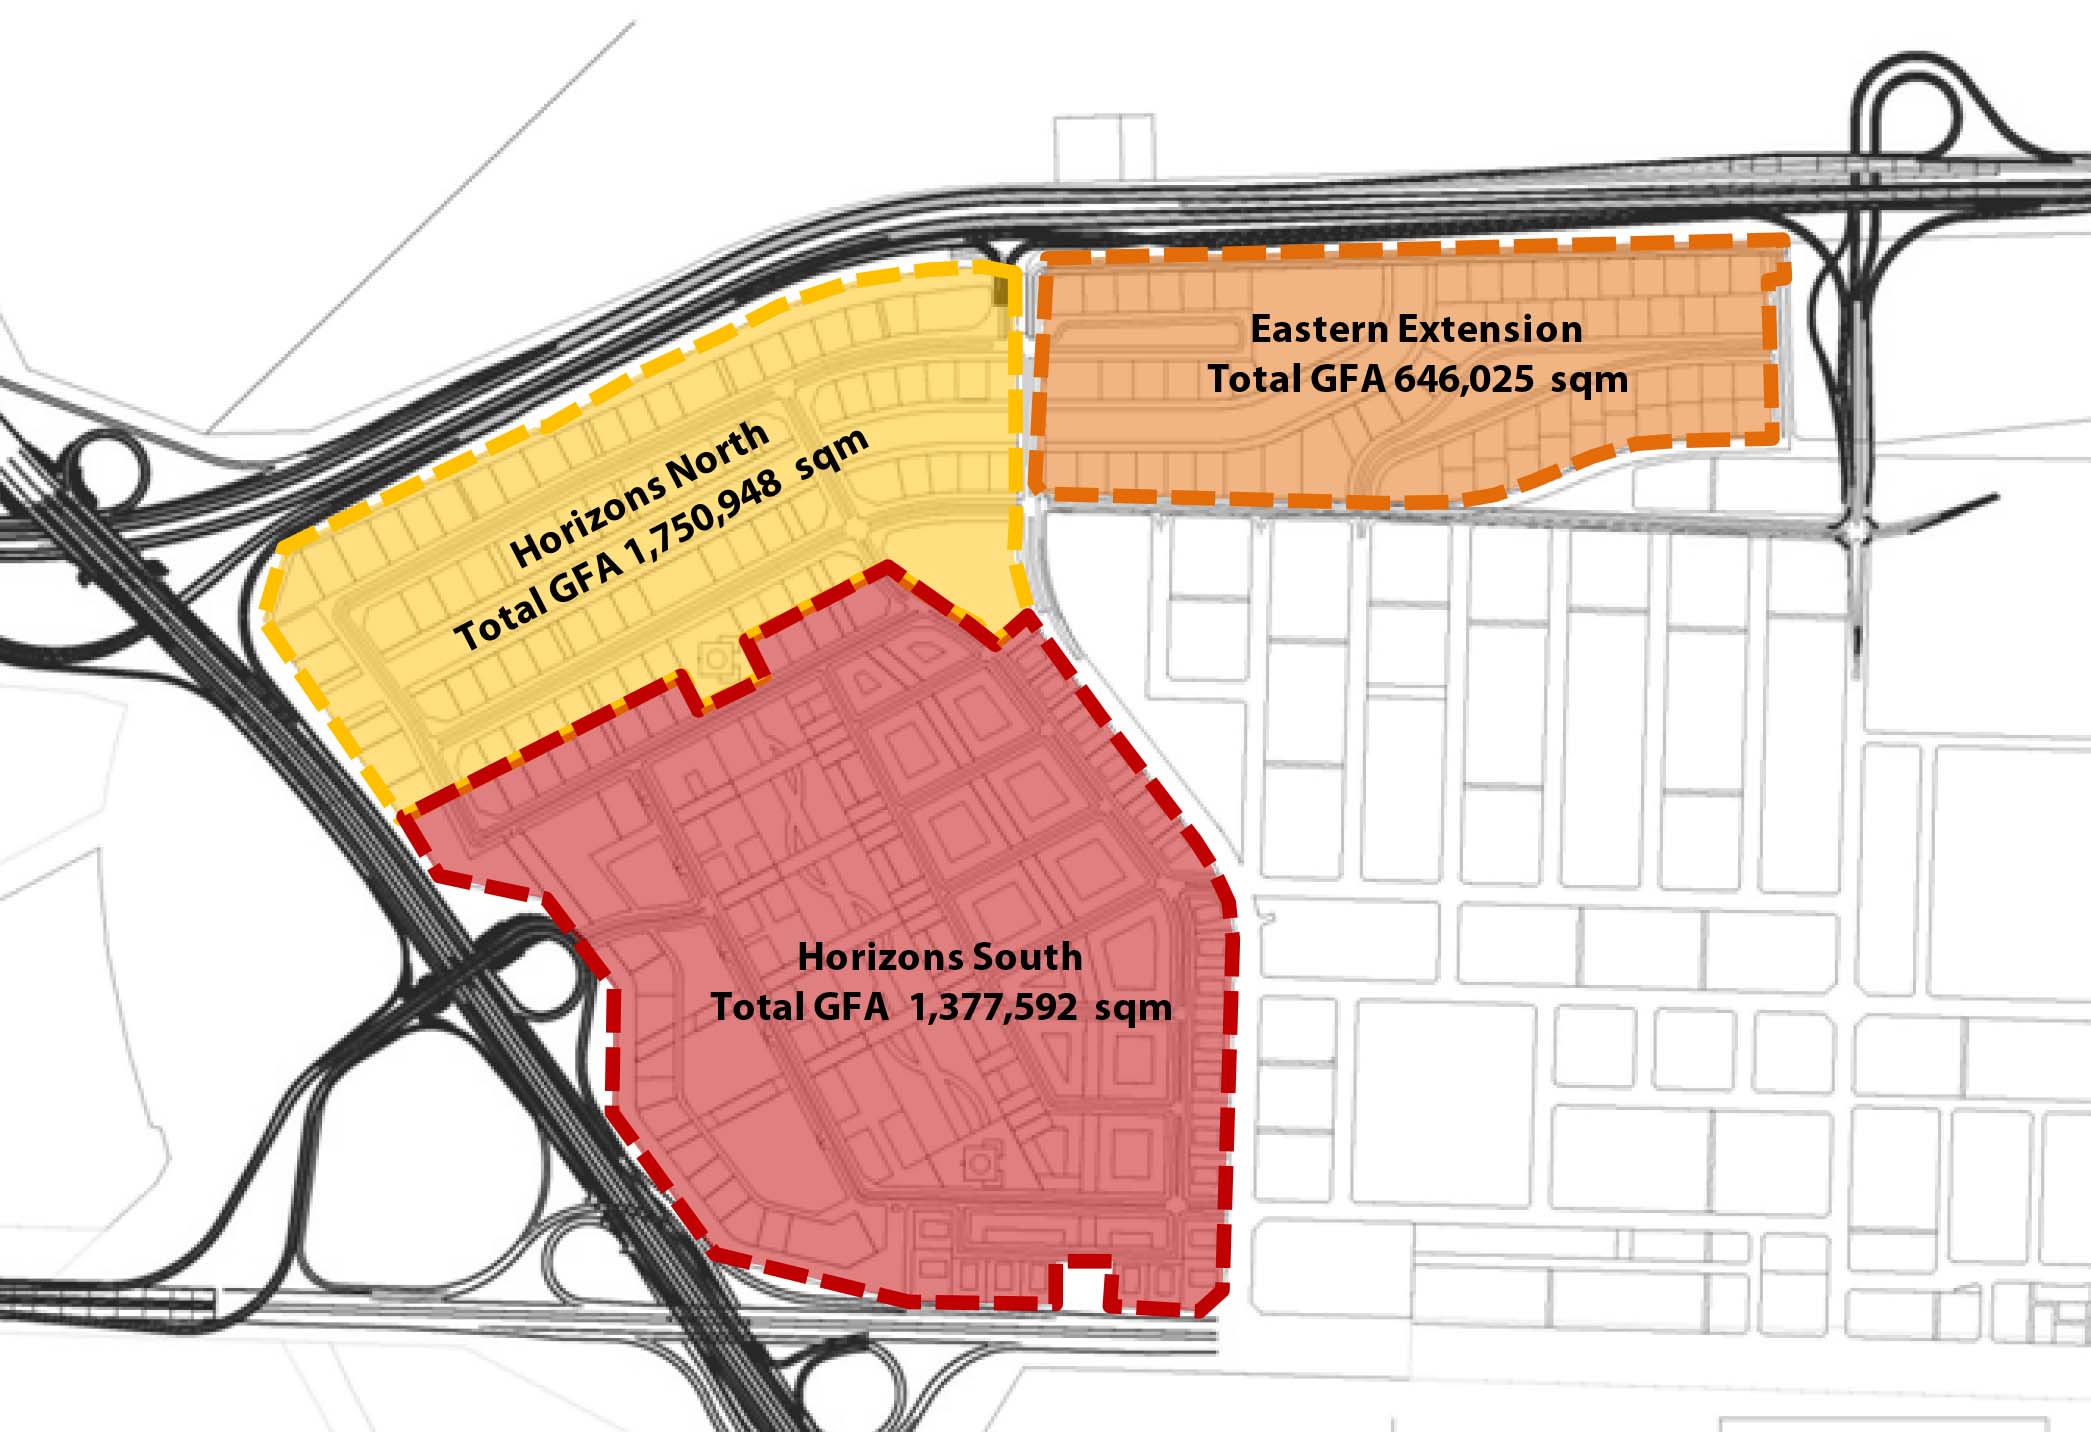 Eastern Extension
Total GFA 646,025 sqm
Horizons North
Total GFA 1,750,948 sqm
Horizons South
Total GFA 1,377,592 sqm